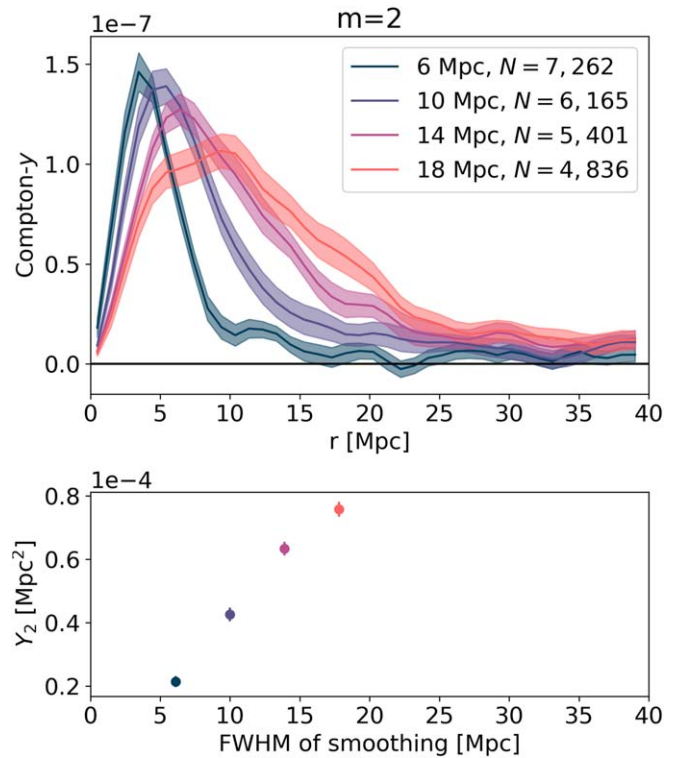 m=2
1e−7
1.5
1.0
0.5
0.0
Compton-y
6 Mpc, N = 7, 262
10 Mpc, N = 6, 165
14 Mpc, N = 5, 401
18 Mpc, N = 4, 836
0 5 10 15 20 25 30 35 40
r [Mpc]
1e−4
0.8
0.6
0.4
0.2
Y₂ [Mpc²]
0 5 10 15 20 25 30 35 40
FWHM of smoothing [Mpc]